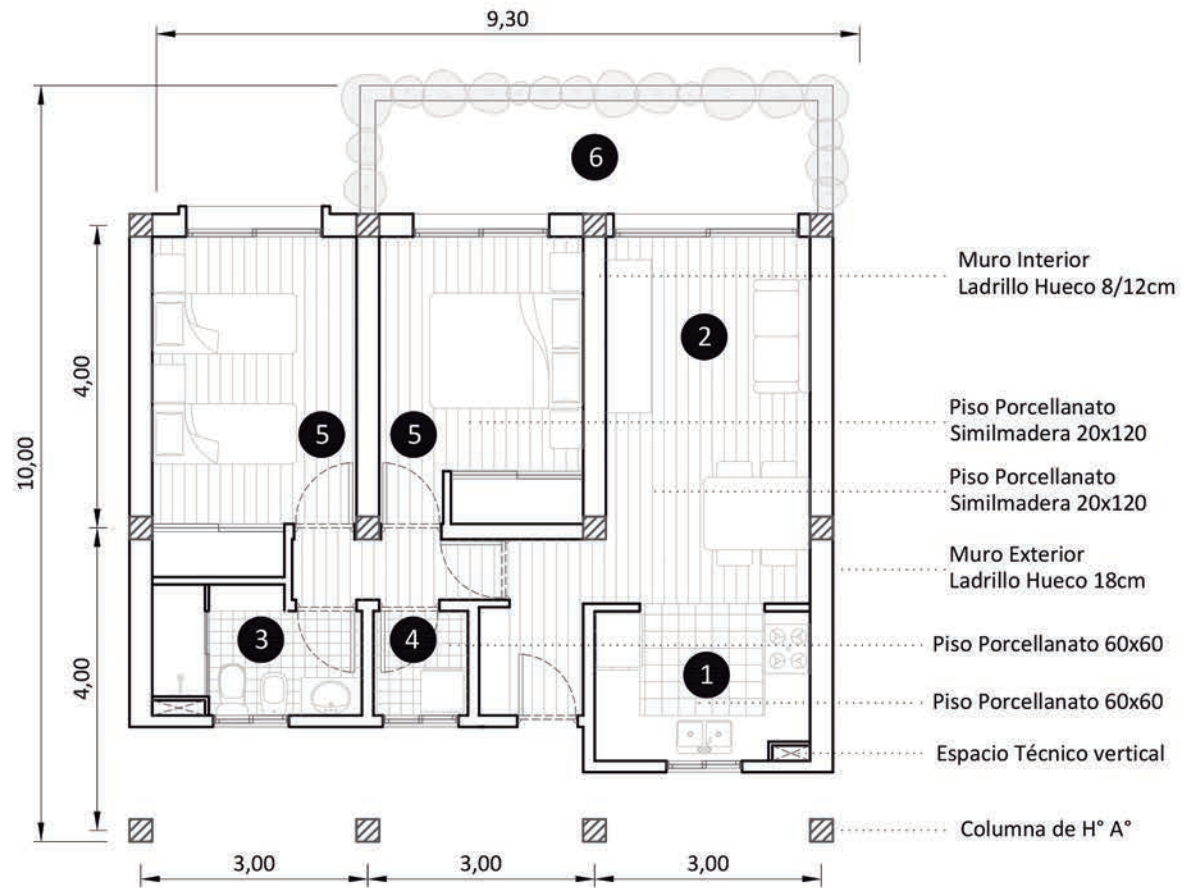 9,30
6
Muro Interior
Ladrillo Hueco 8/12cm
2
4,00
Piso Porcellanato
Similmadera 20x120
5
5
10,00
Piso Porcellanato
Similmadera 20x120
Muro Exterior
Ladrillo Hueco 18cm
3
4
Piso Porcellanato 60x60
4,00
1
Piso Porcellanato 60x60
Espacio Técnico vertical
Columna de H° A°
3,00
3,00
3,00